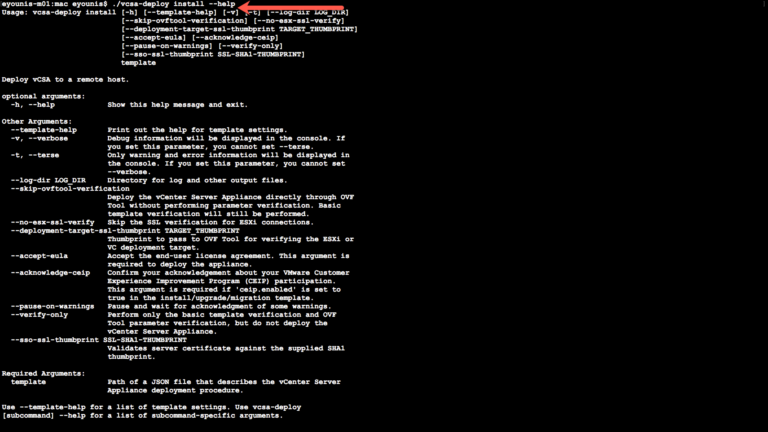 eyounis-m01:mac eyounis$ ./vcsa-deploy install --help
Usage: vcsa-deploy install [-h] [--template-help] [-v] [-t] [--log-dir LOG_DIR]
[--skip-ovftool-verification] [--no-esx-ssl-verify]
[--deployment-target-ssl-thumbprint TARGET_THUMBPRINT]
[--accept-eula] [--acknowledge-ceip]
[--pause-on-warnings] [--verify-only]
[--sso-ssl-thumbprint SSL-SHA1-THUMBPRINT]
template
Deploy vCSA to a remote host.
optional arguments:
-h, --help Show this help message and exit.
Other Arguments:
--template-help Print out the help for template settings.
-v, --verbose Debug information will be displayed in the console. If
you set this parameter, you cannot set --terse.
-t, --terse Only warning and error information will be displayed in
the console. If you set this parameter, you cannot set
--verbose.
--log-dir LOG_DIR Directory for log and other output files.
--skip-ovftool-verification
Deploy the vCenter Server Appliance directly through OVF
Tool without performing parameter verification. Basic
template verification will still be performed.
--no-esx-ssl-verify Skip the SSL verification for ESXi connections.
--deployment-target-ssl-thumbprint TARGET_THUMBPRINT
Thumbprint to pass to OVF Tool for verifying the ESXi or
VC deployment target.
--accept-eula Accept the end-user license agreement. This argument is
required to deploy the appliance.
--acknowledge-ceip Confirm your acknowledgement about your VMware Customer
Experience Improvement Program (CEIP) participation.
This argument is required if 'ceip.enabled' is set to
true in the install/upgrade/migration template.
--pause-on-warnings Pause and wait for acknowledgment of some warnings.
--verify-only Perform only the basic template verification and OVF
Tool parameter verification, but do not deploy the
vCenter Server Appliance.
--sso-ssl-thumbprint SSL-SHA1-THUMBPRINT
Validates server certificate against the supplied SHA1
thumbprint.
Required Arguments:
template Path of a JSON file that describes the vCenter Server
Appliance deployment procedure.
Use --template-help for a list of template settings. Use vcsa-deploy
[subcommand] --help for a list of subcommand-specific arguments.